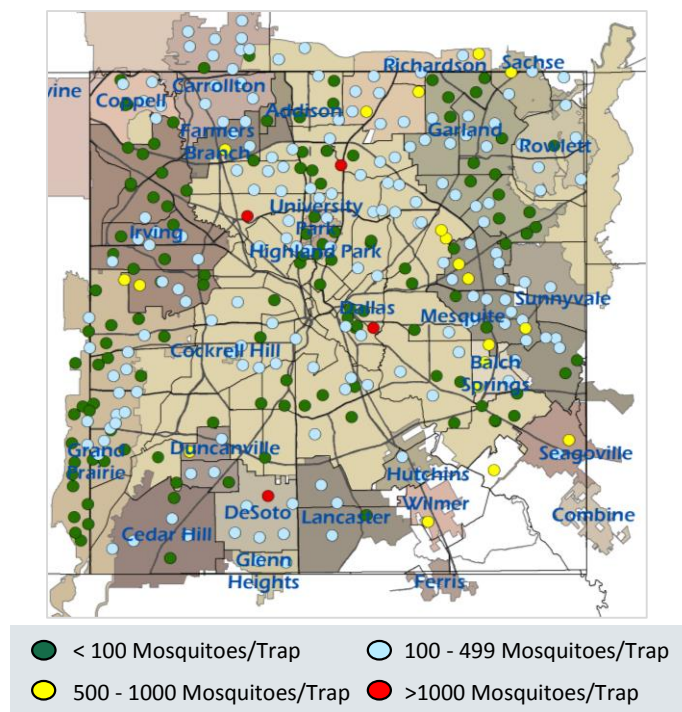 Richardson
Sachse
vine
Coppell
Carrollton
Addison
Garland
Farmers
Branch
Rowlett
University
Park
Irving
Highland Park
Dallas
Sunnyvale
Mesquite
Cockrell Hill
Balch
Springs
Duncanville
Grand
Prairie
Seagoville
Hutchins
Wilmer
DeSoto
Lancaster
Combine
Cedar Hill
Glenn
Heights
Ferris
< 100 Mosquitoes/Trap
100 - 499 Mosquitoes/Trap
500 - 1000 Mosquitoes/Trap
>1000 Mosquitoes/Trap